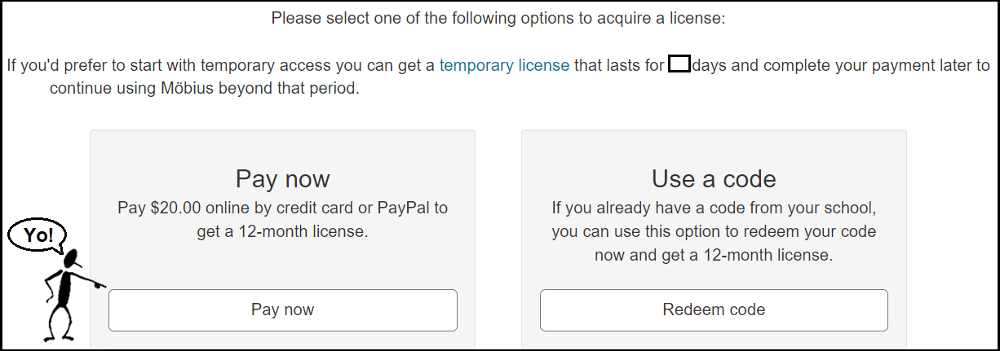 Please select one of the following options to acquire a license:
If you'd prefer to start with temporary access you can get a temporary license that lasts for days and complete your payment later to
continue using Möbius beyond that period.
Pay now
Pay $20.00 online by credit card or PayPal to
get a 12-month license.
Yo!
Pay now
Use a code
If you already have a code from your school,
you can use this option to redeem your code
now and get a 12-month license.
Redeem code